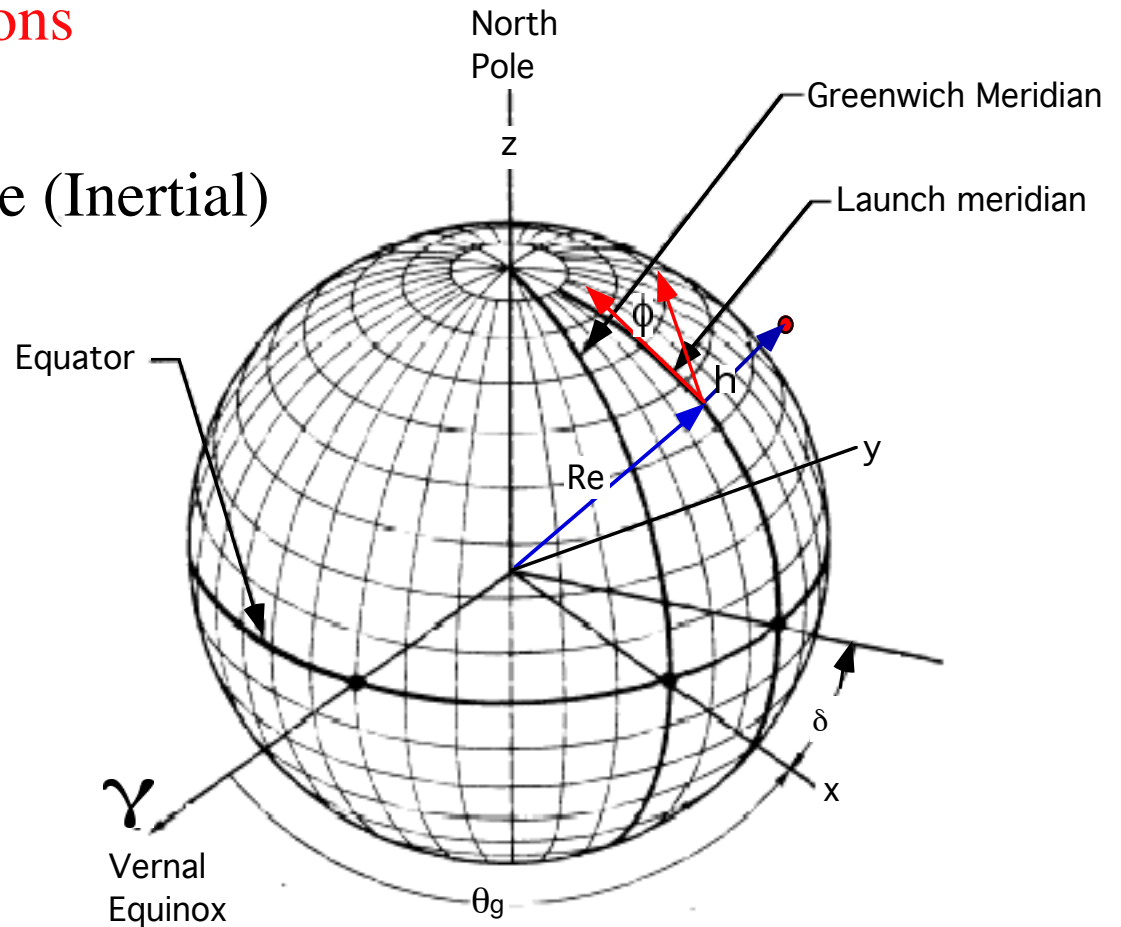 ons
North
Pole
Greenwich Meridian
z
e (Inertial)
Launch meridian
ϕ
Equator
h
y
Re
δ
x
γ
Vernal
Equinox
θg